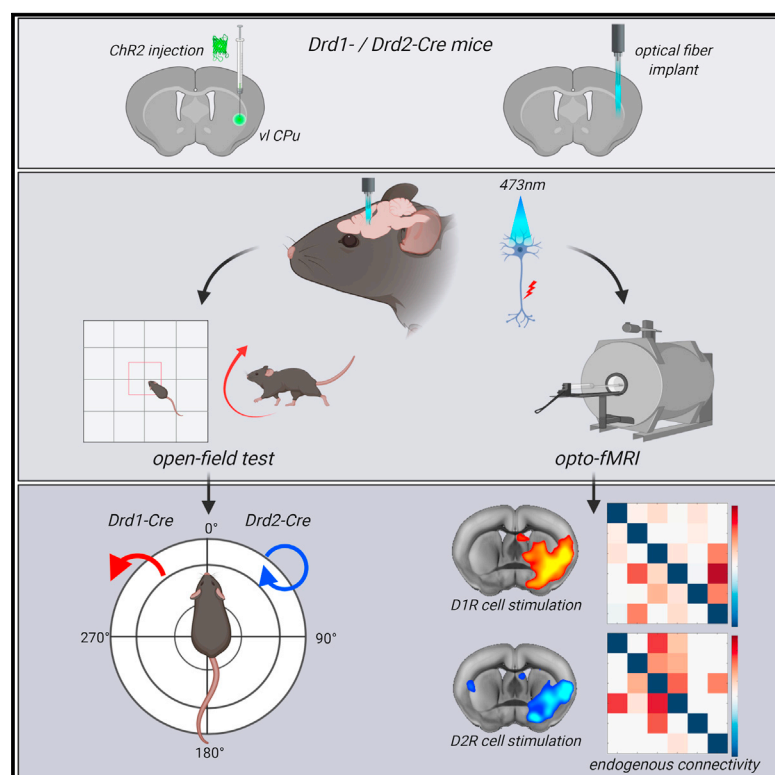 ChR2 injection
Drd1- / Drd2-Cre mice
optical fiber
implant
vl CPu
473nm
open-field test
opto-fMRI
Drd1-Cre
Drd2-Cre
0°
270°
90°
180°
D1R cell stimulation
D2R cell stimulation
endogenous connectivity